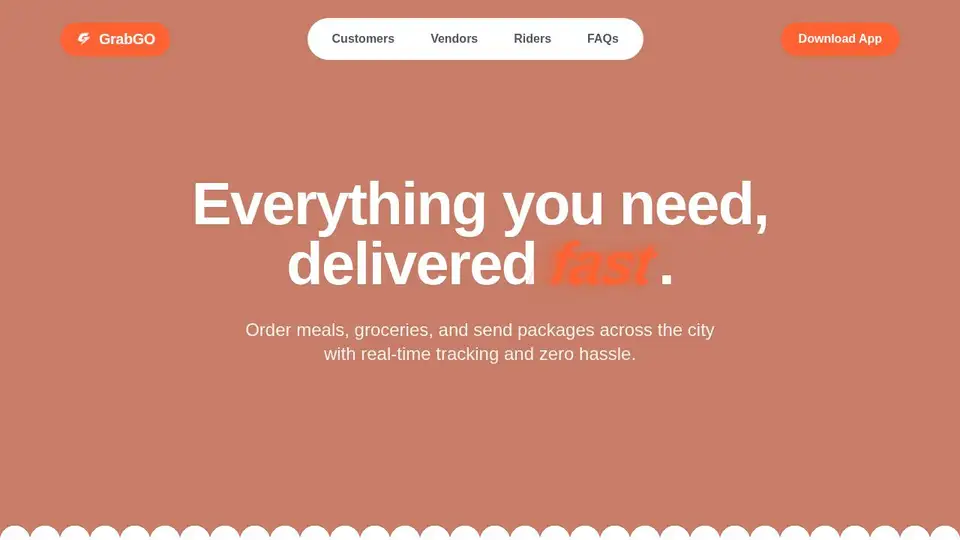 GrabGO
Customers
Vendors
Riders
FAQs
Download App
Everything you need,
delivered fast.
Order meals, groceries, and send packages across the city
with real-time tracking and zero hassle.